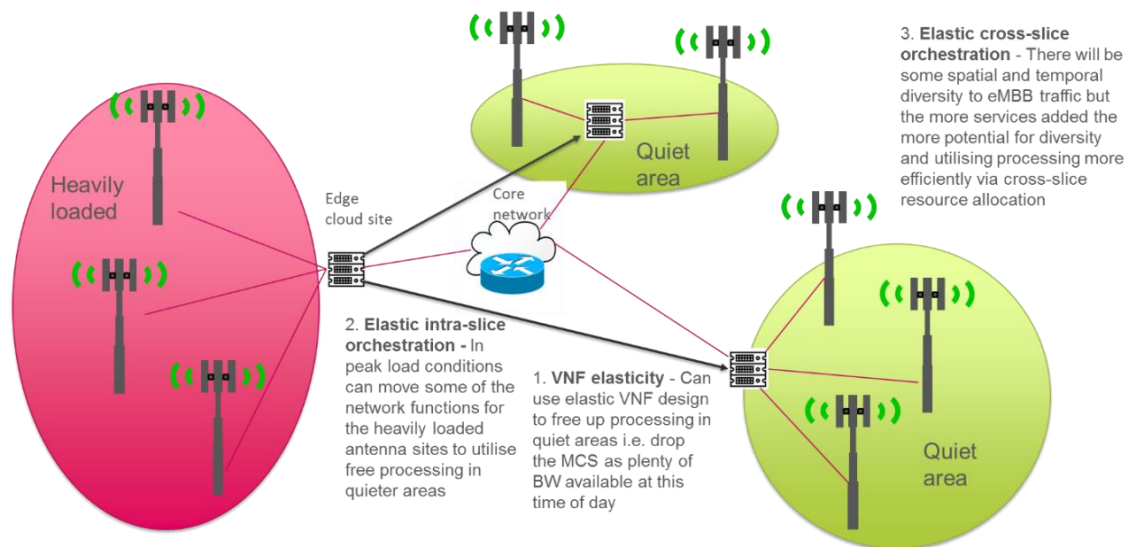 Heavily
loaded
Edge
cloud site
Core
network
Quiet
area
3. Elastic cross-slice
orchestration - There will be
some spatial and temporal
diversity to eMBB traffic but
the more services added the
more potential for diversity
and utilising processing more
efficiently via cross-slice
resource allocation
2. Elastic intra-slice
orchestration - In
peak load conditions
can move some of the
network functions for
the heavily loaded
antenna sites to utilise
free processing in
quieter areas
1. VNF elasticity - Can
use elastic VNF design
to free up processing in
quiet areas i.e. drop
the MCS as plenty of
BW available at this
time of day
Quiet
area